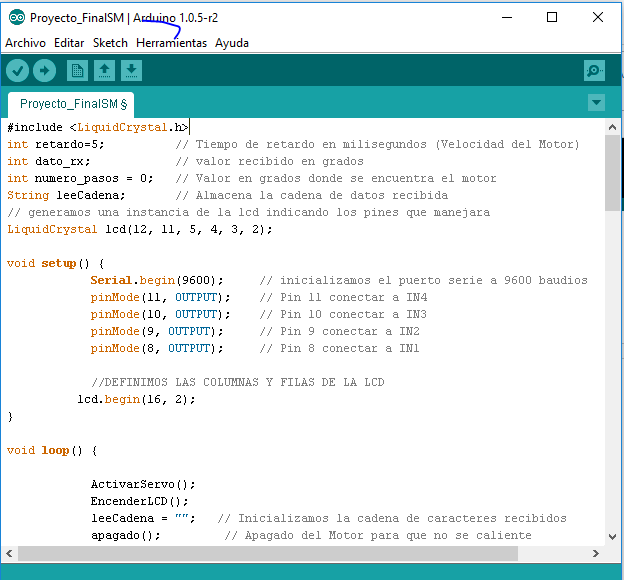 Proyecto_FinalSM | Arduino 1.0.5-r2
Archivo Editar Sketch Herramientas Ayuda
Proyecto_FinalSM §
#include <LiquidCrystal.h>
int retardo=5;          // Tiempo de retardo en milisegundos (Velocidad del Motor)
int dato_rx;            // valor recibido en grados
int numero_pasos = 0;   // Valor en grados donde se encuentra el motor
String leeCadena;       // Almacena la cadena de datos recibida
// generamos una instancia de la lcd indicando los pines que manejara
LiquidCrystal lcd(12, 11, 5, 4, 3, 2);
void setup() {
            Serial.begin(9600);     // inicializamos el puerto serie a 9600 baudios
            pinMode(11, OUTPUT);    // Pin 11 conectar a IN4
            pinMode(10, OUTPUT);    // Pin 10 conectar a IN3
            pinMode(9, OUTPUT);     // Pin 9 conectar a IN2
            pinMode(8, OUTPUT);     // Pin 8 conectar a IN1
            //DEFINIMOS LAS COLUMNAS Y FILAS DE LA LCD
          lcd.begin(16, 2);
}
void loop() {
            ActivarServo();
            EncenderLCD();
            leeCadena = "";   // Inicializamos la cadena de caracteres recibidos
            apagado();         // Apagado del Motor para que no se caliente